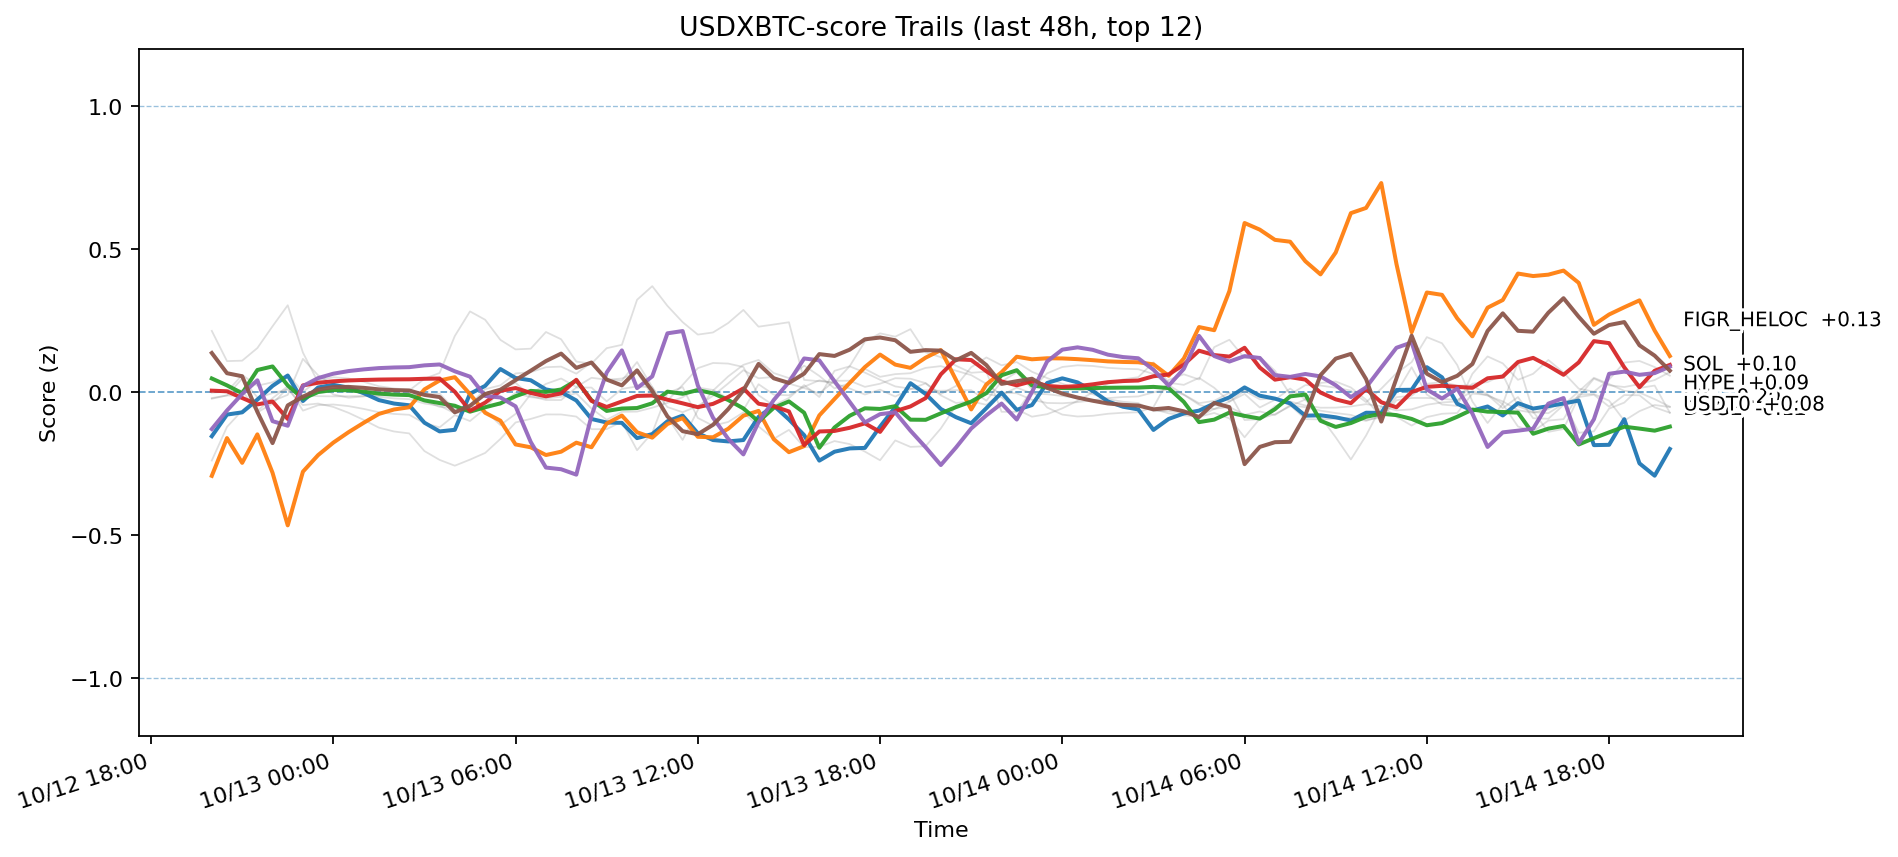 USDXBTC-score Trails (last 48h, top 12)
1.0
0.5
0.0
−0.5
−1.0
Score (z)
FIGR_HELOC +0.13
SOL +0.10
HYPE +0.09
USDT0 +0.08
10/12 18:00
10/13 00:00
10/13 06:00
10/13 12:00
10/13 18:00
10/14 00:00
10/14 06:00
10/14 12:00
10/14 18:00
Time